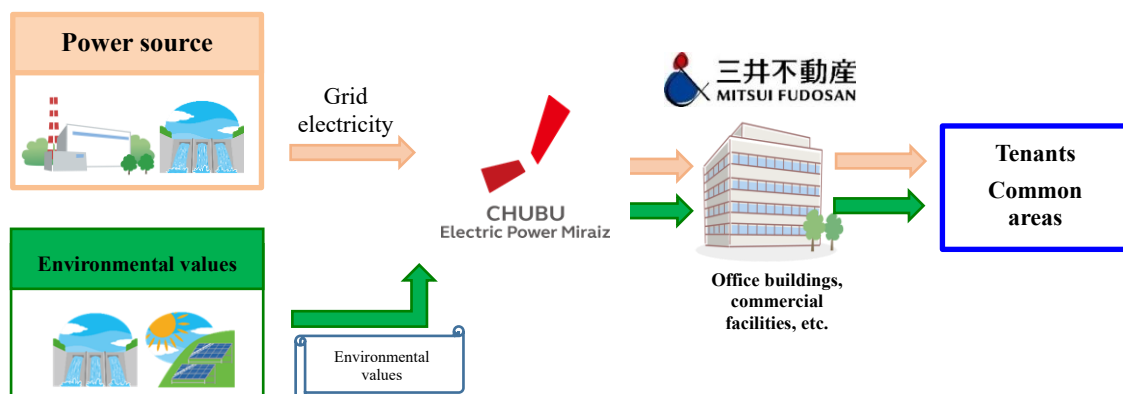 Power source
Grid
electricity
三井不動産
MITSUI FUDOSAN
CHUBU
Electric Power Miraiz
Tenants
Common
areas
Environmental values
Office buildings,
commercial
facilities, etc.
Environmental
values